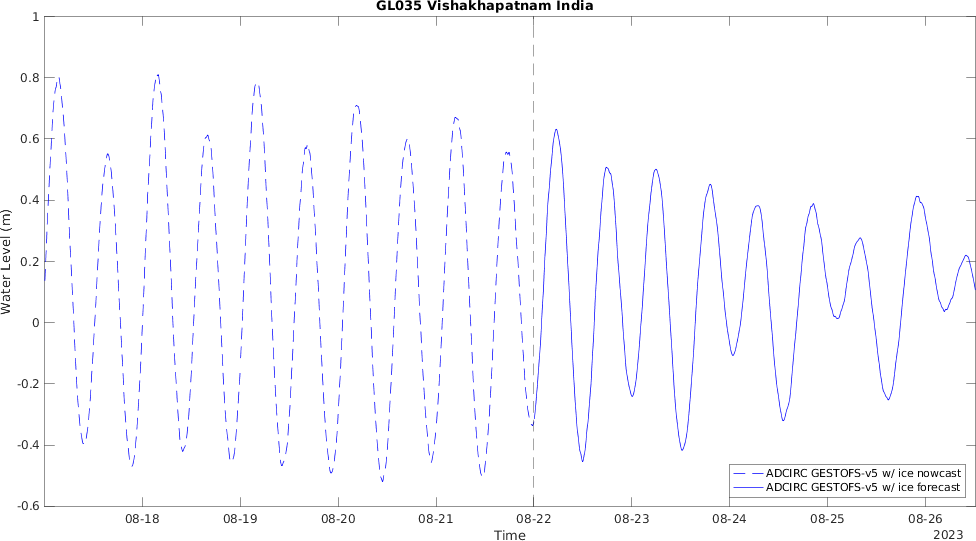 GL035 Vishakhapatnam India
1
0.8
0.6
0.4
0.2
0
-0.2
-0.4
-0.6
Water Level (m)
ADCIRC GESTOFS-v5 w/ ice nowcast
ADCIRC GESTOFS-v5 w/ ice forecast
08-18 08-19 08-20 08-21 08-22 08-23 08-24 08-25 08-26
Time
2023